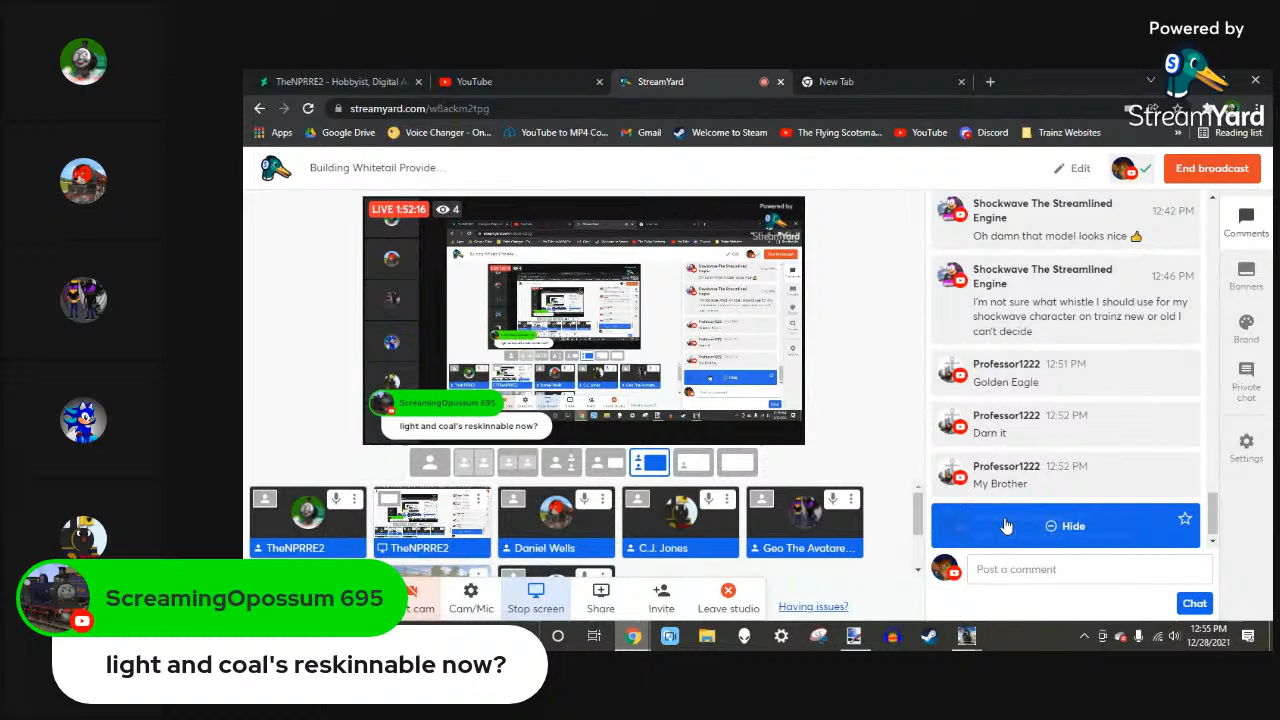 Powered by
StreamYard
TheNPRRE2 - Hobbyist, Digital A
YouTube
StreamYard
New Tab
streamyard.com/w8ackm2tpg
Apps
Google Drive
Voice Changer - On...
YouTube to MP4 Co...
Gmail
Welcome to Steam
The Flying Scotsma...
YouTube
Discord
Trainz Websites
»
Reading list
Building Whitetail Provide...
Edit
End broadcast
LIVE 1:52:16
4
Powered by
StreamYard
ScreamingOpossum 695
light and coal's reskinnable now?
Shockwave The Streamlined
Engine
12:42 PM
Oh damn that model looks nice 👍
Shockwave The Streamlined
Engine
12:46 PM
I'm not sure what whistle I should use for my
shockwave character on trainz new or old I
can't decide
Professor1222 12:51 PM
Golden Eagle
Professor1222 12:52 PM
Darn it
Professor1222 12:52 PM
My Brother
Hide
Post a comment
Chat
Comments
Banners
Brand
Private
chat
Settings
TheNPRRE2
TheNPRRE2
Daniel Wells
C.J. Jones
Geo The Avatare...
t cam
Cam/Mic
Stop screen
Share
Invite
Leave studio
Having issues?
12:55 PM
12/28/2021
ScreamingOpossum 695
light and coal's reskinnable now?